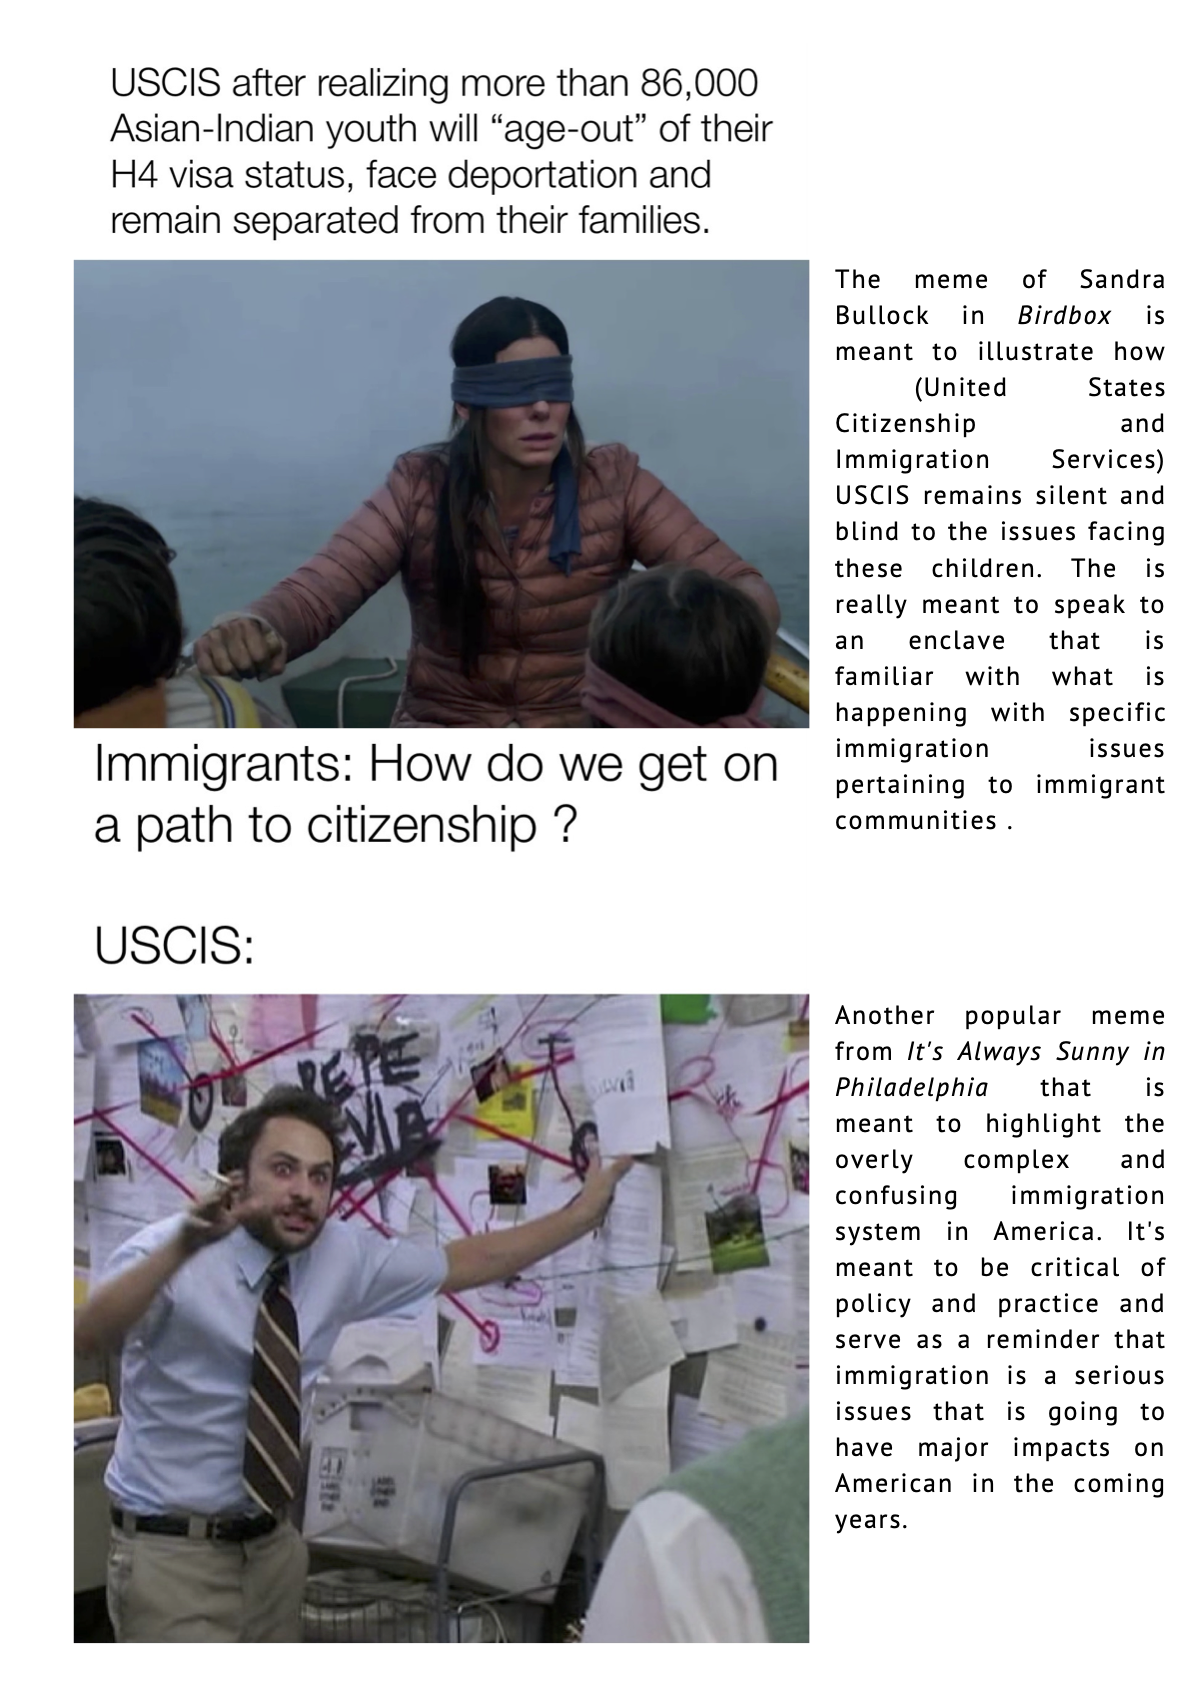 USCIS after realizing more than 86,000
Asian-Indian youth will “age-out” of their
H4 visa status, face deportation and
remain separated from their families.
The meme of Sandra
Bullock in Birdbox is
meant to illustrate how
(United States
Citizenship and
Immigration Services)
USCIS remains silent and
blind to the issues facing
these children. The is
really meant to speak to
an enclave that is
familiar with what is
happening with specific
immigration issues
pertaining to immigrant
communities .
Immigrants: How do we get on
a path to citizenship ?
USCIS:
PEPE
SILVIA
LABEL
OTHER
END
LABEL
OTHER
END
Another popular meme
from It's Always Sunny in
Philadelphia that is
meant to highlight the
overly complex and
confusing immigration
system in America. It's
meant to be critical of
policy and practice and
serve as a reminder that
immigration is a serious
issues that is going to
have major impacts on
American in the coming
years.